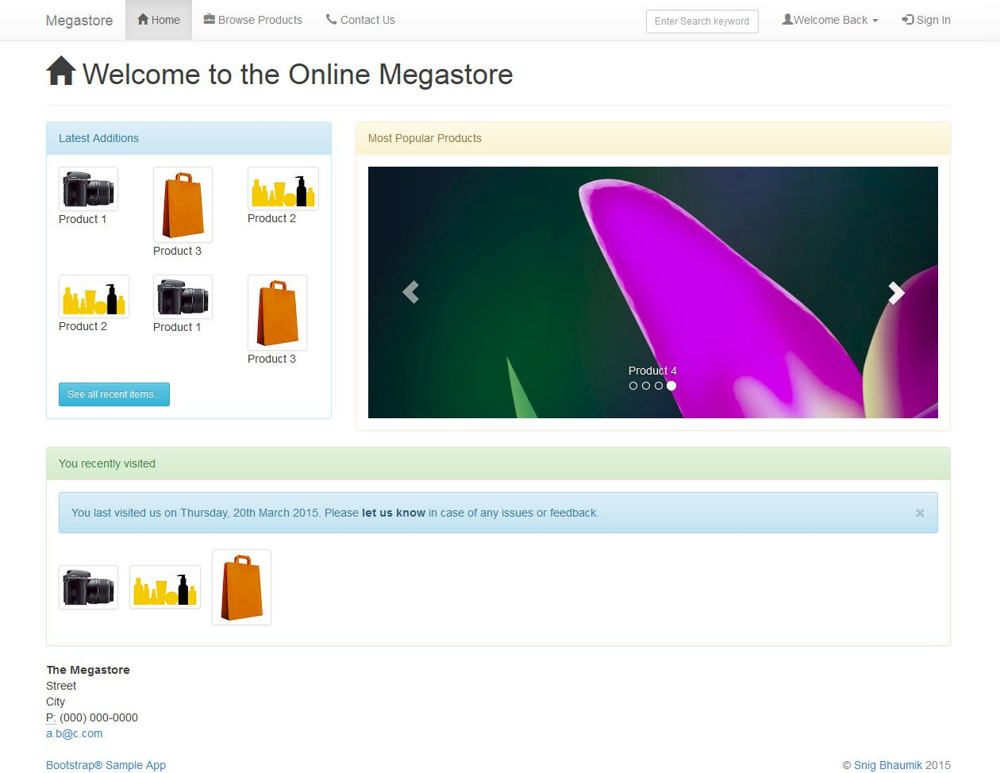 Megastore Home Browse Products Contact Us Enter Search keyword Welcome Back Sign In
Welcome to the Online Megastore
Latest Additions
Product 1
Product 3
Product 2
Product 2
Product 1
Product 3
See all recent items...
Most Popular Products
Product 4
You recently visited
You last visited us on Thursday, 20th March 2015. Please let us know in case of any issues or feedback. ×
The Megastore
Street
City
P: (000) 000-0000
a.b@c.com
Bootstrap® Sample App © Snig Bhaumik 2015